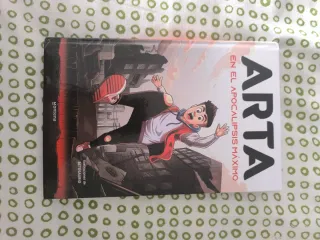 ARTA
EN EL APOCALIPSIS MÁXIMO